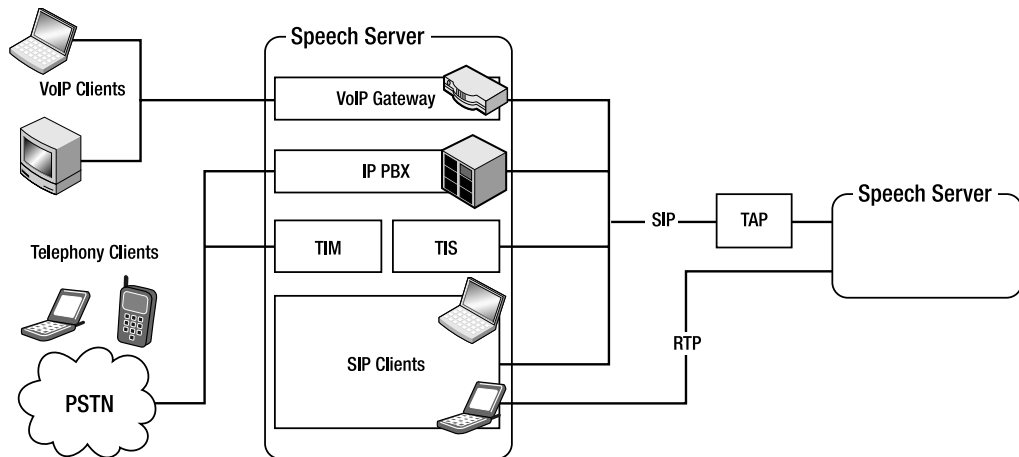 Speech Server
VoIP Clients
VoIP Gateway
IP PBX
Speech Server
SIP
TAP
Telephony Clients
TIM
TIS
RTP
SIP Clients
PSTN